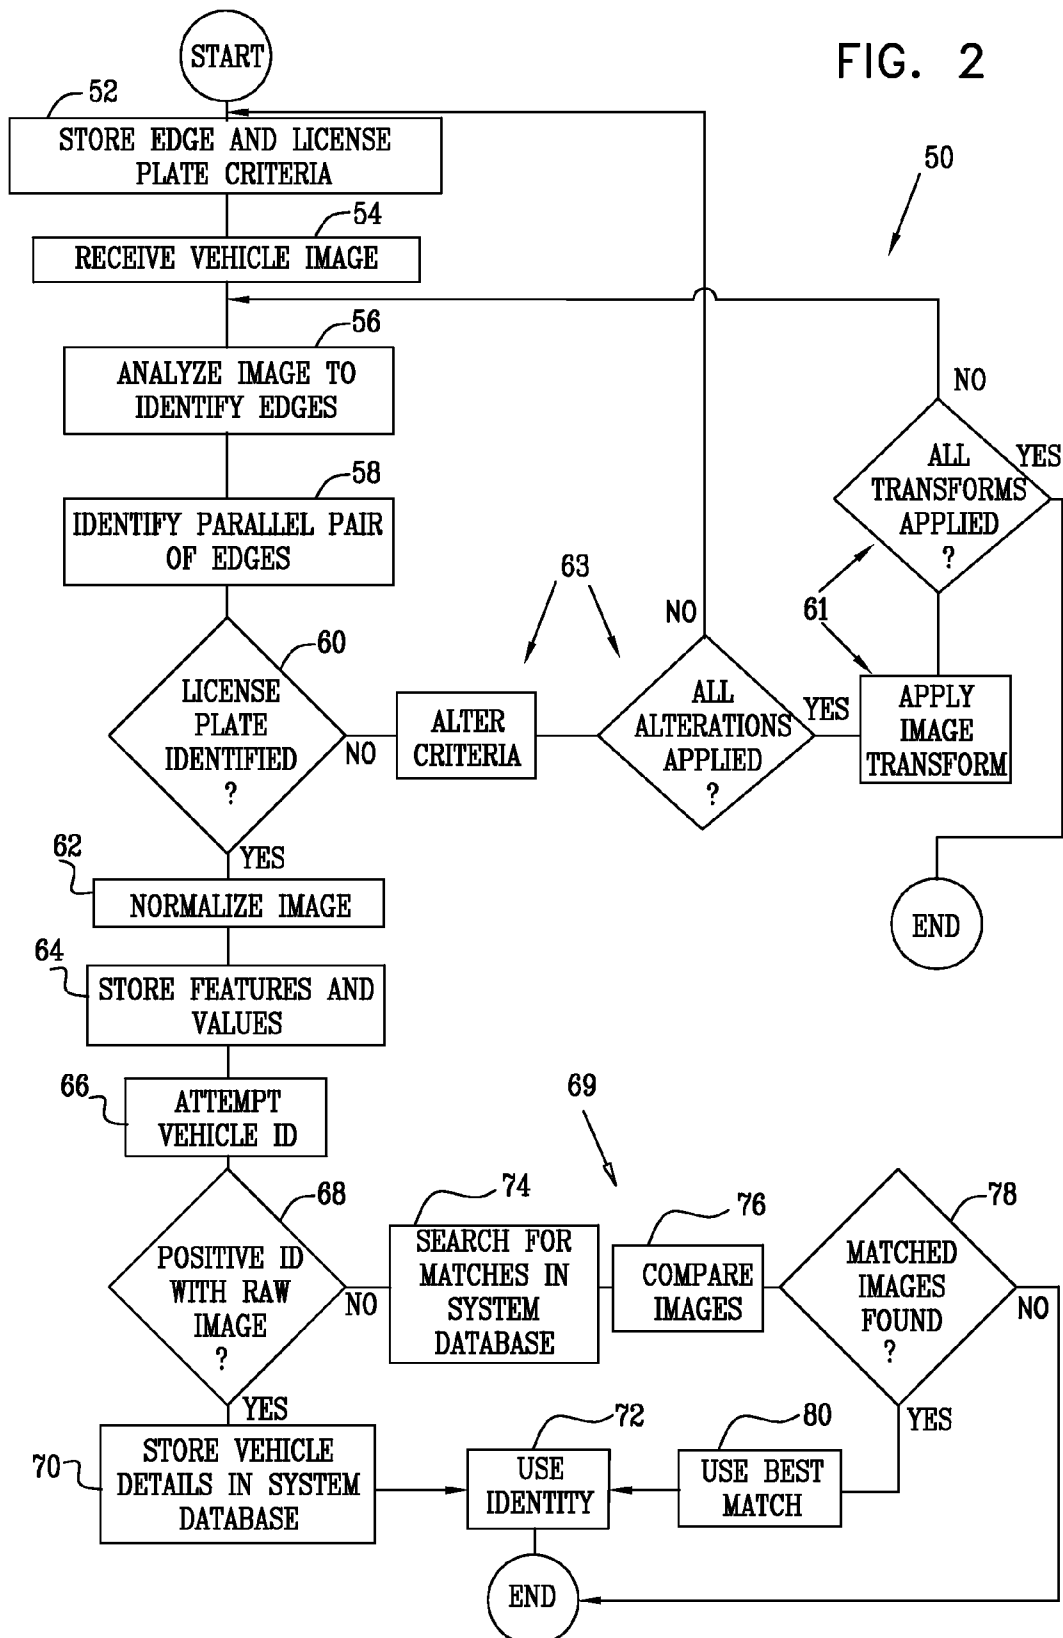 START
FIG. 2
52
STORE EDGE AND LICENSE
PLATE CRITERIA
50
54
RECEIVE VEHICLE IMAGE
56
ANALYZE IMAGE TO
IDENTIFY EDGES
NO
ALL
TRANSFORMS
APPLIED
?
YES
58
IDENTIFY PARALLEL PAIR
OF EDGES
63
61
NO
60
LICENSE
PLATE
IDENTIFIED
?
NO
ALTER
CRITERIA
ALL
ALTERATIONS
APPLIED
?
YES
APPLY
IMAGE
TRANSFORM
YES
62
NORMALIZE IMAGE
END
64
STORE FEATURES AND
VALUES
66
ATTEMPT
VEHICLE ID
69
68
POSITIVE ID
WITH RAW
IMAGE
?
NO
74
SEARCH FOR
MATCHES IN
SYSTEM
DATABASE
76
COMPARE
IMAGES
78
MATCHED
IMAGES
FOUND
?
NO
YES
YES
70
STORE VEHICLE
DETAILS IN SYSTEM
DATABASE
72
USE
IDENTITY
80
USE BEST
MATCH
END